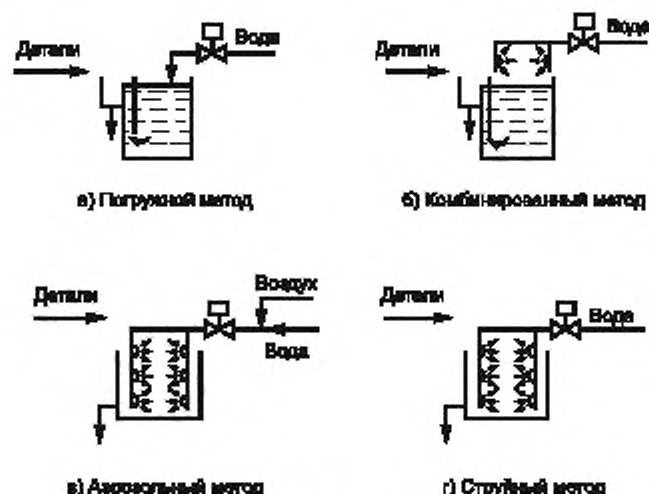 Детали
Вода
Детали
Вода
а) Погружной метод
б) Комбинированный метод
Детали
Воздух
Вода
Детали
Вода
в) Аэрозольный метод
г) Струйный метод